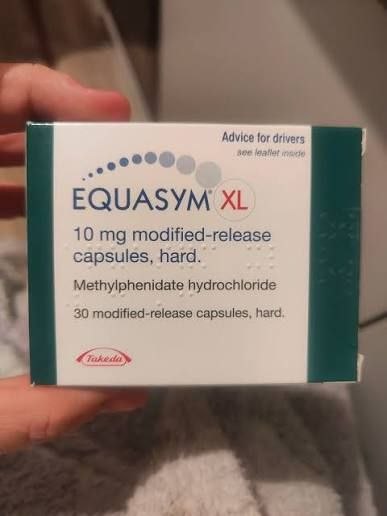 Advice for drivers
see leaflet inside
EQUASYM® XL
10 mg modified-release
capsules, hard.
Methylphenidate hydrochloride
30 modified-release capsules, hard.
Takeda